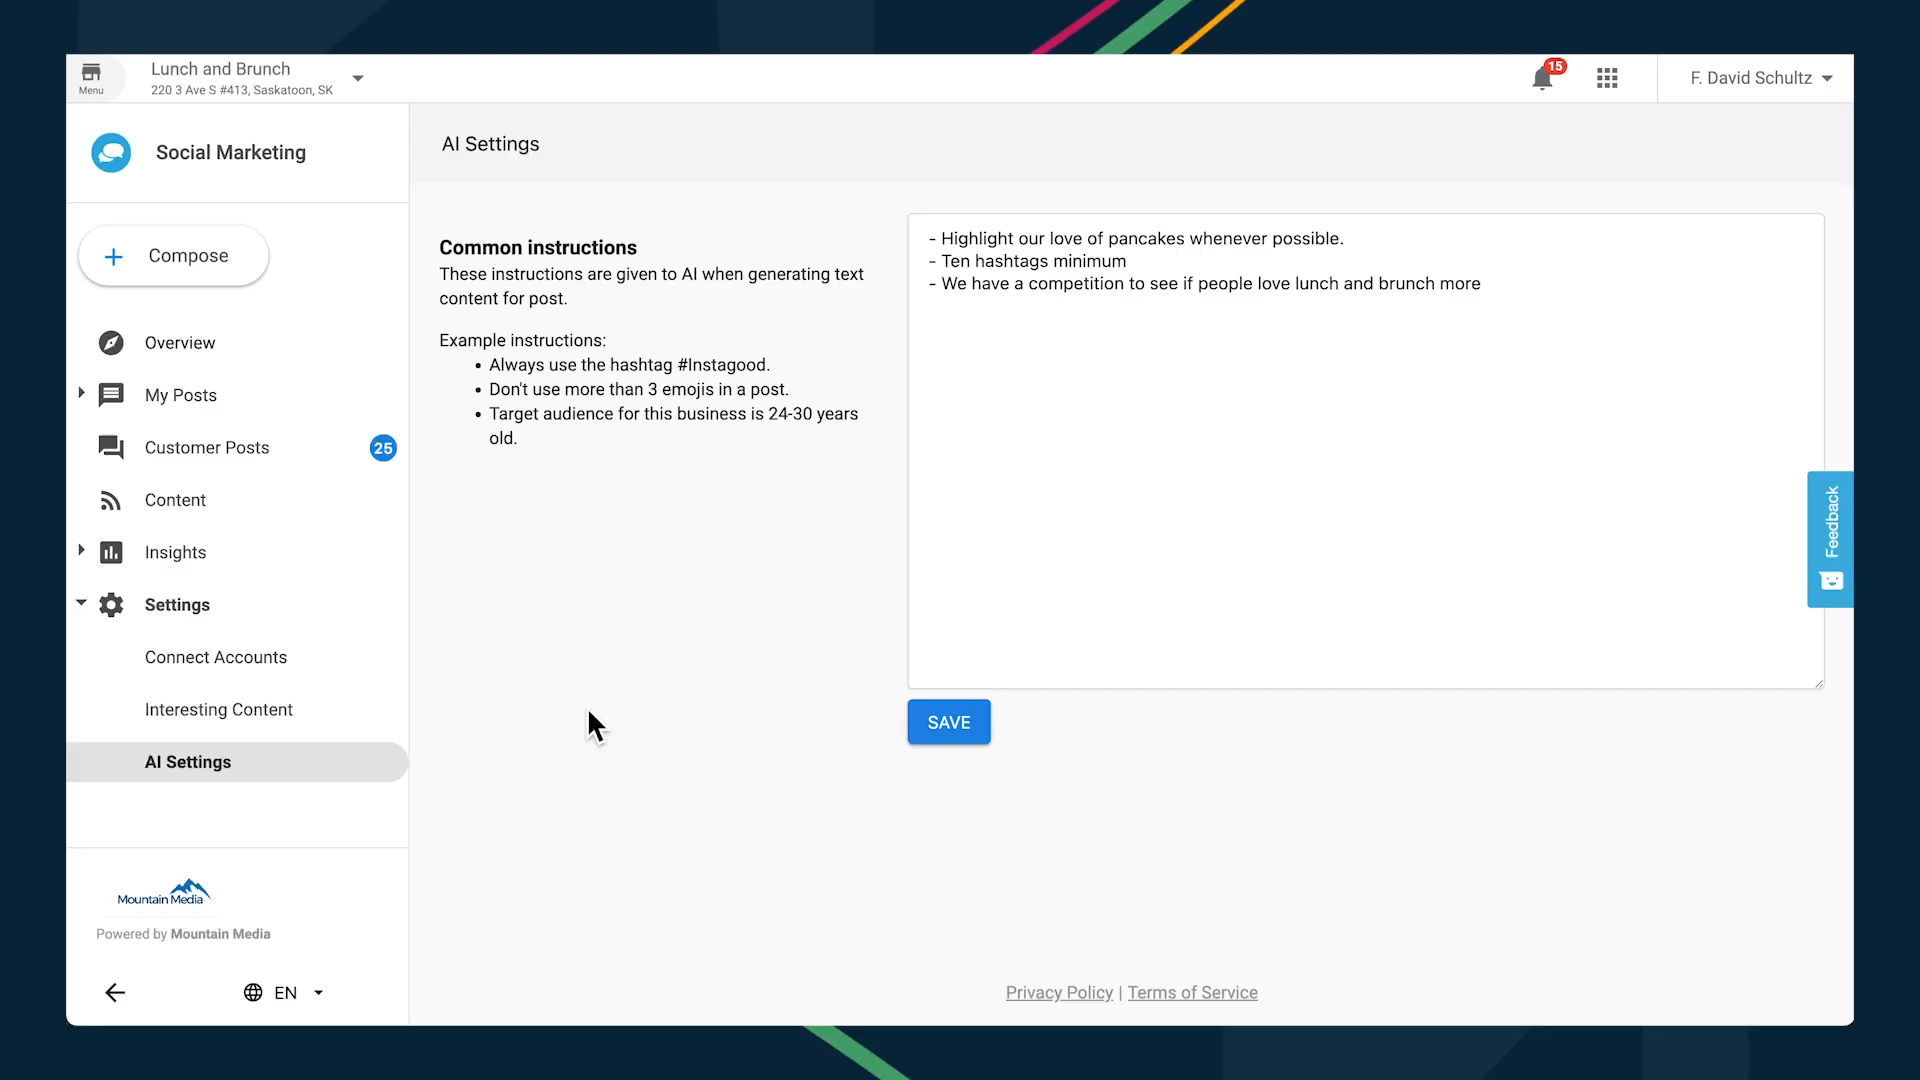 Menu
Lunch and Brunch
220 3 Ave S #413, Saskatoon, SK
15
F. David Schultz
Social Marketing
AI Settings
Compose
Overview
My Posts
Customer Posts
25
Content
Insights
Settings
Connect Accounts
Interesting Content
AI Settings
Mountain Media
Powered by Mountain Media
EN
Common instructions
These instructions are given to AI when generating text
content for post.
Example instructions:
• Always use the hashtag #Instagood.
• Don't use more than 3 emojis in a post.
• Target audience for this business is 24-30 years
old.
- Highlight our love of pancakes whenever possible.
- Ten hashtags minimum
- We have a competition to see if people love lunch and brunch more
SAVE
Feedback
Privacy Policy | Terms of Service